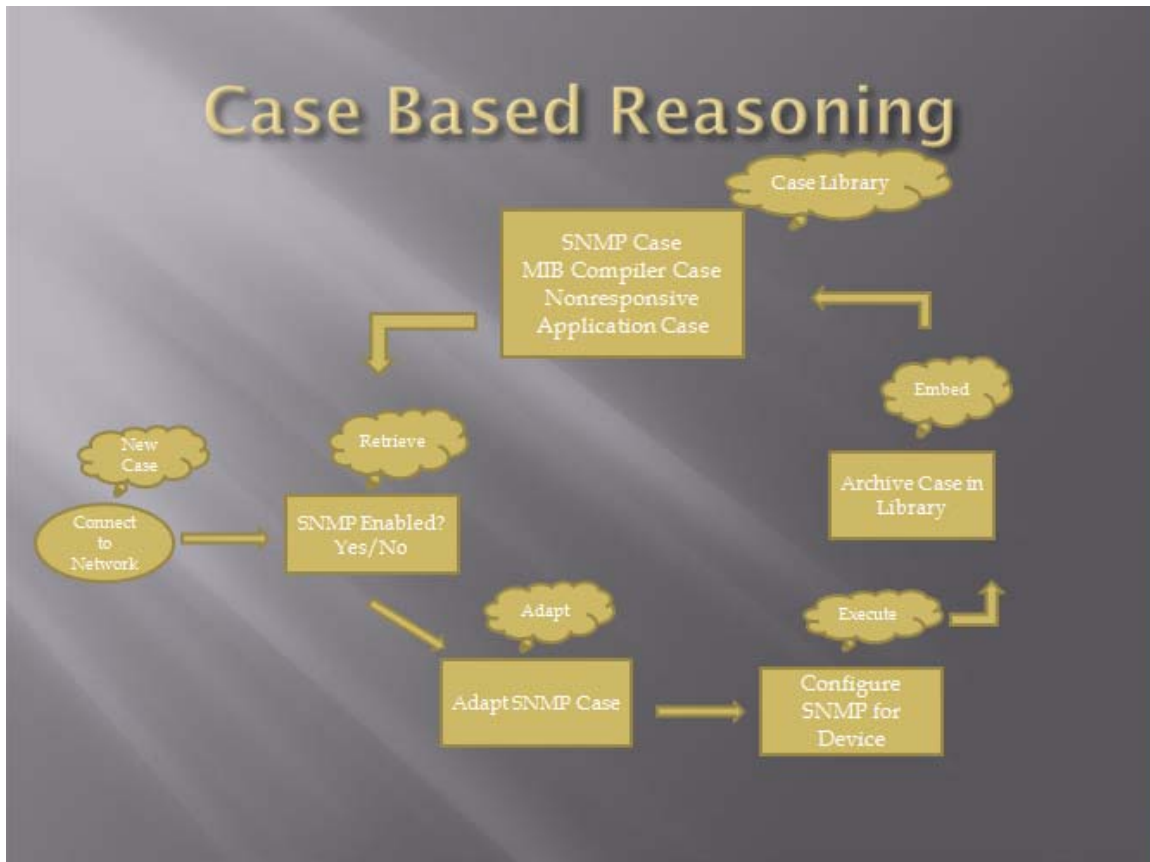 Case Based Reasoning
Case Library
SNMP Case
MIB Compiler Case
Nonresponsive
Application Case
Embed
Archive Case in
Library
New
Case
Connect
to
Network
Retrieve
SNMP Enabled?
Yes/No
Adapt
Adapt SNMP Case
Execute
Configure
SNMP for
Device